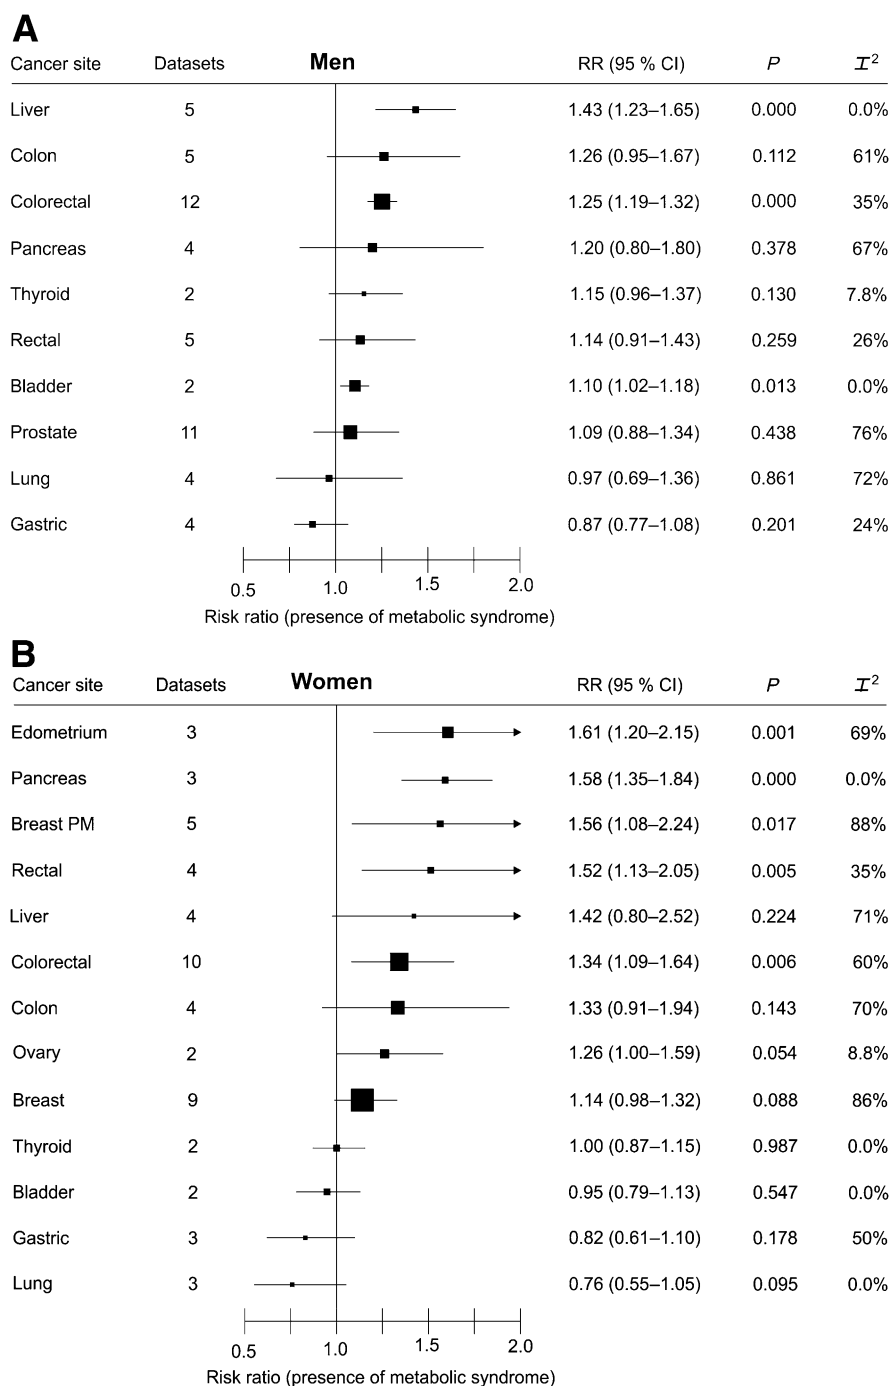 A
Cancer site Datasets Men RR (95 % CI) P I²
Liver 5 1.43 (1.23–1.65) 0.000 0.0%
Colon 5 1.26 (0.95–1.67) 0.112 61%
Colorectal 12 1.25 (1.19–1.32) 0.000 35%
Pancreas 4 1.20 (0.80–1.80) 0.378 67%
Thyroid 2 1.15 (0.96–1.37) 0.130 7.8%
Rectal 5 1.14 (0.91–1.43) 0.259 26%
Bladder 2 1.10 (1.02–1.18) 0.013 0.0%
Prostate 11 1.09 (0.88–1.34) 0.438 76%
Lung 4 0.97 (0.69–1.36) 0.861 72%
Gastric 4 0.87 (0.77–1.08) 0.201 24%
0.5 1.0 1.5 2.0
Risk ratio (presence of metabolic syndrome)
B
Cancer site Datasets Women RR (95 % CI) P I²
Edometrium 3 1.61 (1.20–2.15) 0.001 69%
Pancreas 3 1.58 (1.35–1.84) 0.000 0.0%
Breast PM 5 1.56 (1.08–2.24) 0.017 88%
Rectal 4 1.52 (1.13–2.05) 0.005 35%
Liver 4 1.42 (0.80–2.52) 0.224 71%
Colorectal 10 1.34 (1.09–1.64) 0.006 60%
Colon 4 1.33 (0.91–1.94) 0.143 70%
Ovary 2 1.26 (1.00–1.59) 0.054 8.8%
Breast 9 1.14 (0.98–1.32) 0.088 86%
Thyroid 2 1.00 (0.87–1.15) 0.987 0.0%
Bladder 2 0.95 (0.79–1.13) 0.547 0.0%
Gastric 3 0.82 (0.61–1.10) 0.178 50%
Lung 3 0.76 (0.55–1.05) 0.095 0.0%
0.5 1.0 1.5 2.0
Risk ratio (presence of metabolic syndrome)